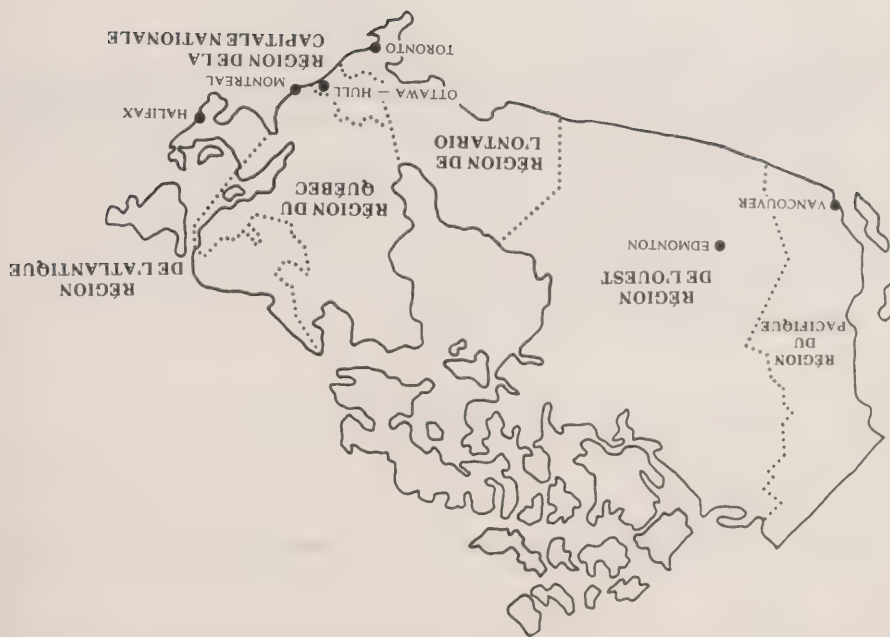 RÉGION
DU
PACIFIQUE
RÉGION
DE L'OUEST
EDMONTON
VANCOUVER
RÉGION
DE L'ATLANTIQUE
RÉGION DU
QUÉBEC
RÉGION DE
L'ONTARIO
HALIFAX
OTTAWA — HULL
MONTREAL
TORONTO
RÉGION DE LA
CAPITALE NATIONALE